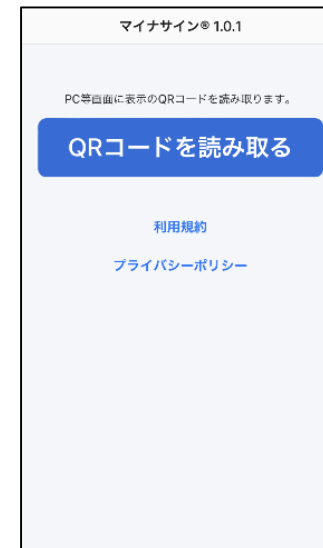 マイナサイン® 1.0.1
PC等画面に表示のQRコードを読み取ります。
QRコードを読み取る
利用規約
プライバシーポリシー